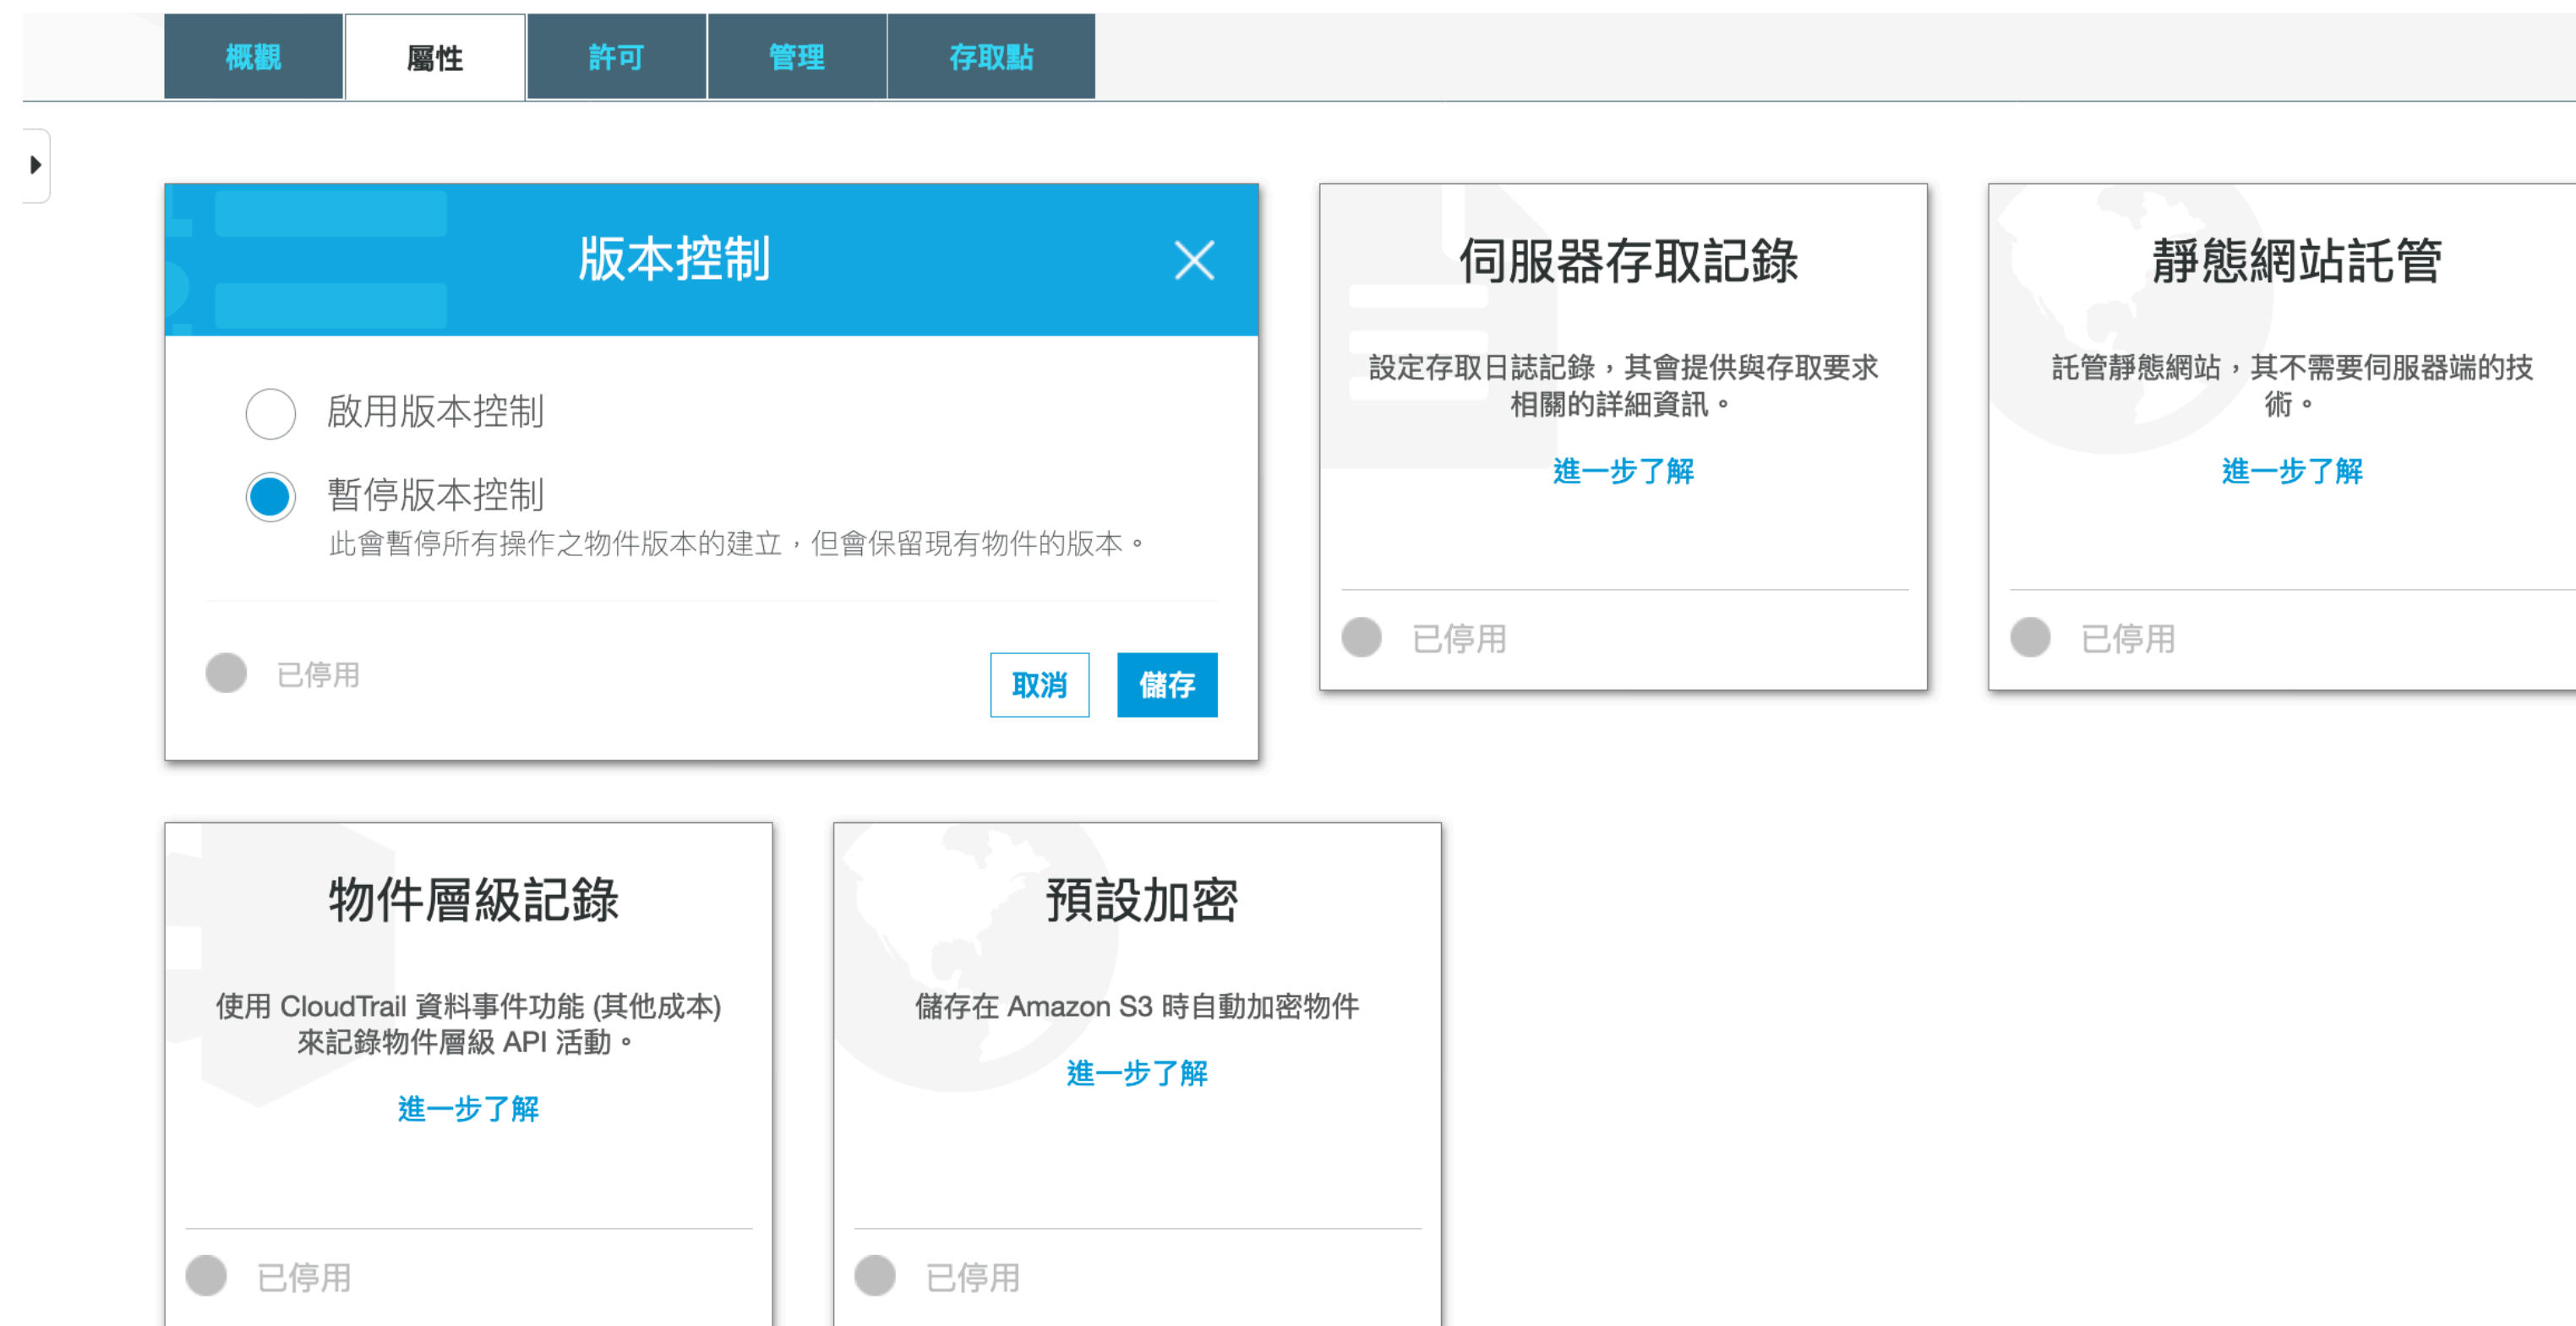 概觀
屬性
許可
管理
存取點
版本控制
啟用版本控制
暫停版本控制
此會暫停所有操作之物件版本的建立，但會保留現有物件的版本。
已停用
取消
儲存
伺服器存取記錄
設定存取日誌記錄，其會提供與存取要求
相關的詳細資訊。
進一步了解
已停用
靜態網站託管
託管靜態網站，其不需要伺服器端的技
術。
進一步了解
已停用
物件層級記錄
使用 CloudTrail 資料事件功能 (其他成本)
來記錄物件層級 API 活動。
進一步了解
已停用
預設加密
儲存在 Amazon S3 時自動加密物件
進一步了解
已停用